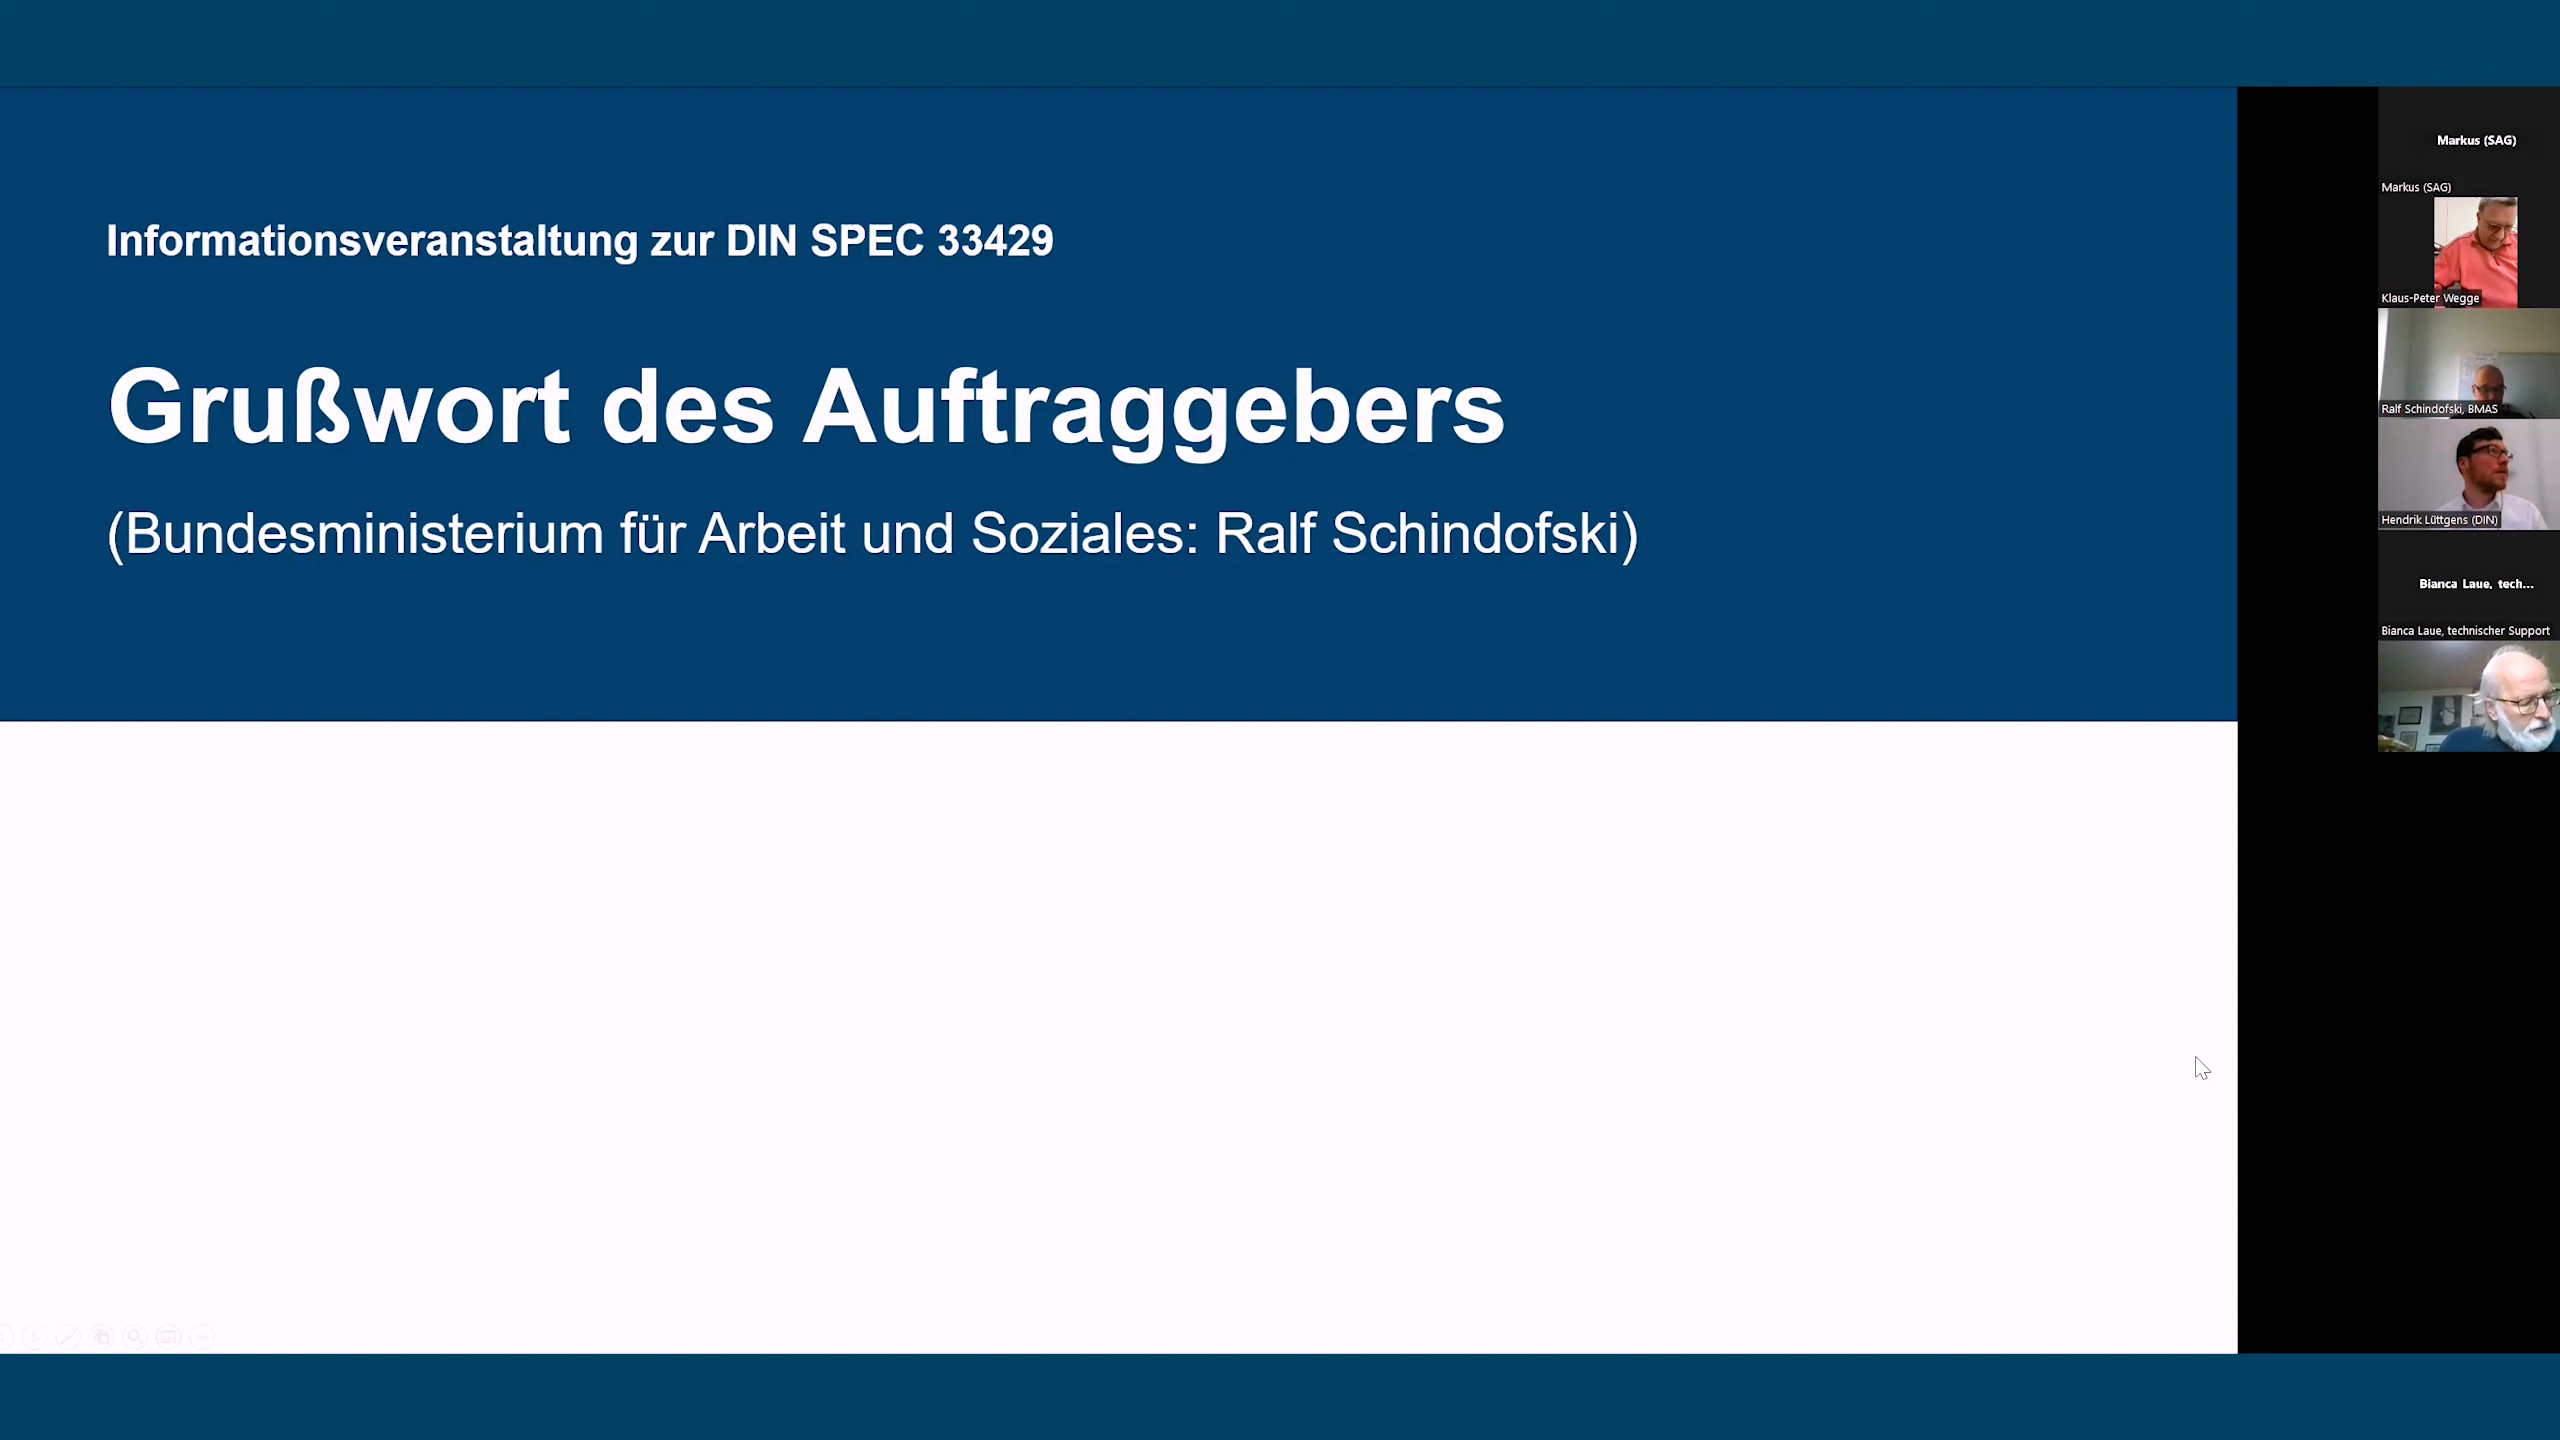 Informationsveranstaltung zur DIN SPEC 33429
Grußwort des Auftraggebers
(Bundesministerium für Arbeit und Soziales: Ralf Schindofski)
Markus (SAG)
Markus (SAG)
Klaus-Peter Wegge
Ralf Schindofski, BMAS
Hendrik Lüttgens (DIN)
Bianca Laue, tech...
Bianca Laue, technischer Support